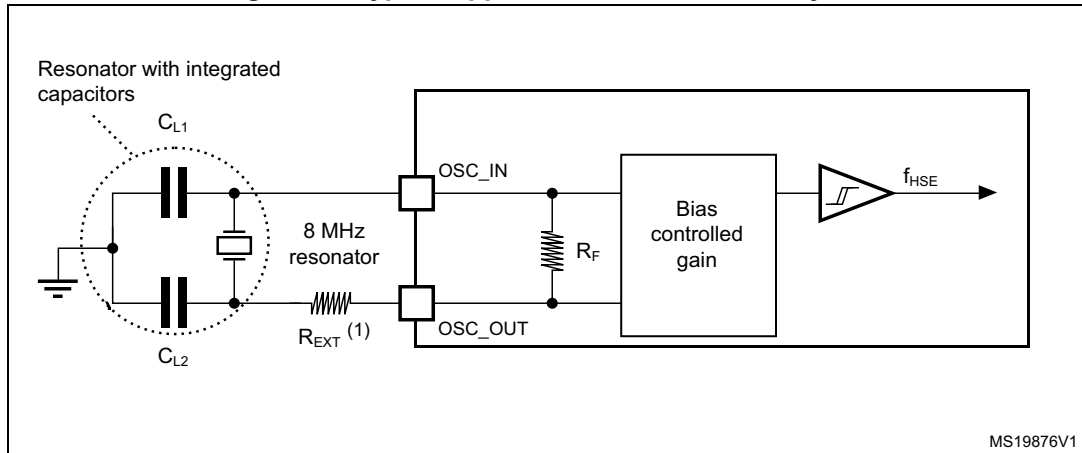 Resonator with integrated
capacitors
C_L1
OSC_IN
f_HSE
8 MHz
resonator
R_F
Bias
controlled
gain
R_EXT (1)
OSC_OUT
C_L2
MS19876V1